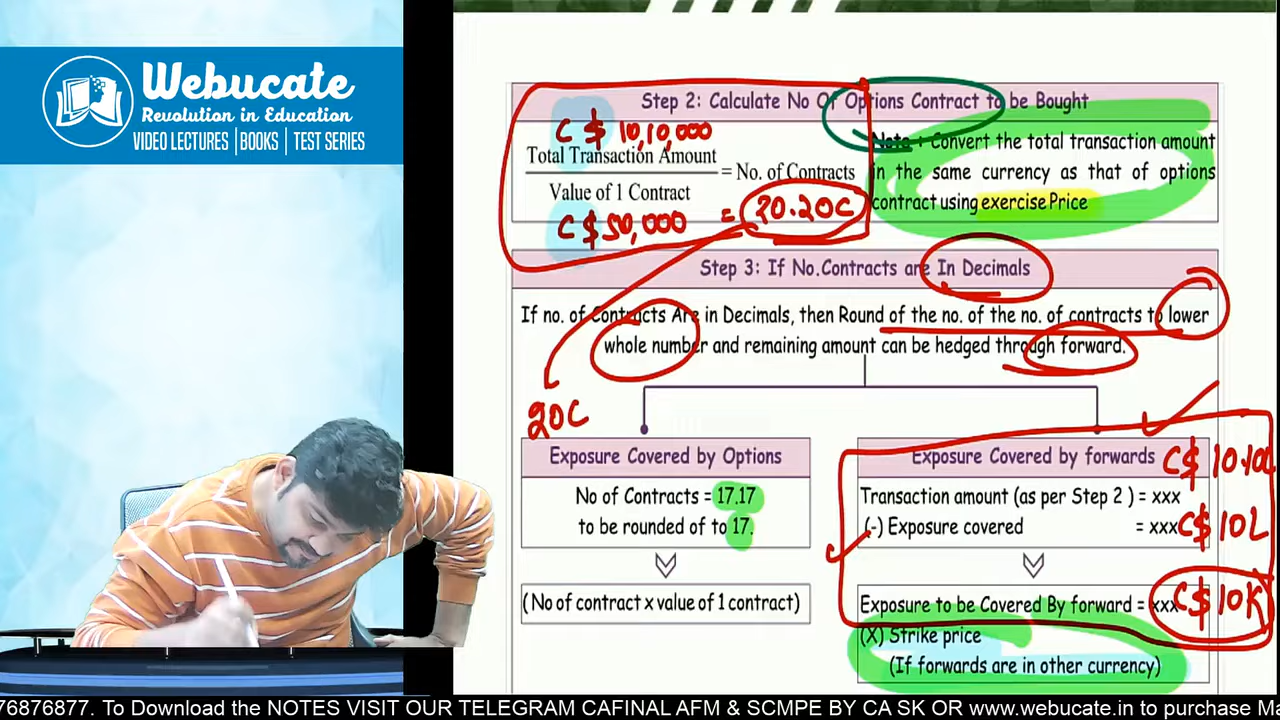 Webucate
Revolution in Education
VIDEO LECTURES | BOOKS | TEST SERIES
Step 2: Calculate No Of Options Contract to be Bought
C $ 10,10,000
Total Transaction Amount
Value of 1 Contract
= No. of Contracts
C $ 50,000 = 20.20C
Note : Convert the total transaction amount
in the same currency as that of options
contract using exercise Price
Step 3: If No.Contracts are In Decimals
If no. of Contracts Are in Decimals, then Round of the no. of the no. of contracts to lower
whole number and remaining amount can be hedged through forward.
20C
Exposure Covered by Options
No of Contracts = 17.17
to be rounded of to 17.
( No of contract x value of 1 contract)
Exposure Covered by forwards
Transaction amount (as per Step 2 ) = xxx
(-) Exposure covered = xxx C$ 10L
Exposure to be Covered By forward = xxx C$ 10K
(X) Strike price
(If forwards are in other currency)
76876877. To Download the NOTES VISIT OUR TELEGRAM CAFINAL AFM & SCMPE BY CA SK OR www.webucate.in to purchase Ma